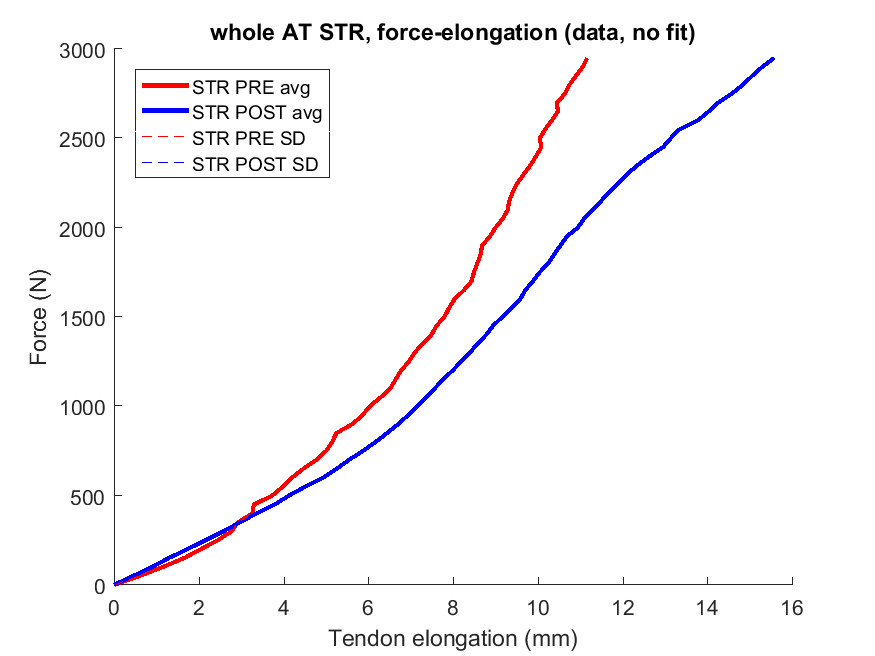 whole AT STR, force-elongation (data, no fit)
3000
2500
2000
1500
1000
500
0
Force (N)
STR PRE avg
STR POST avg
STR PRE SD
STR POST SD
0 2 4 6 8 10 12 14 16
Tendon elongation (mm)